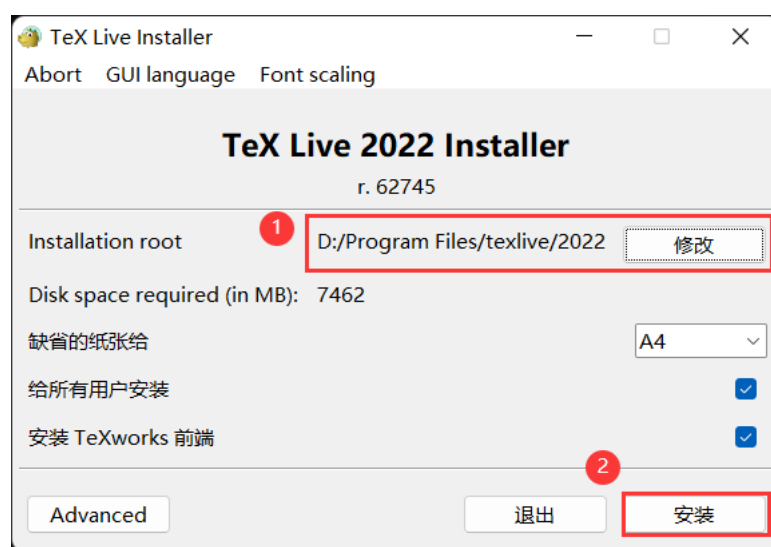 TeX Live Installer
Abort GUI language Font scaling
TeX Live 2022 Installer
r. 62745
1
Installation root D:/Program Files/texlive/2022 修改
Disk space required (in MB): 7462
缺省的纸张给 A4
给所有用户安装
安装 TeXworks 前端
2
Advanced 退出 安装